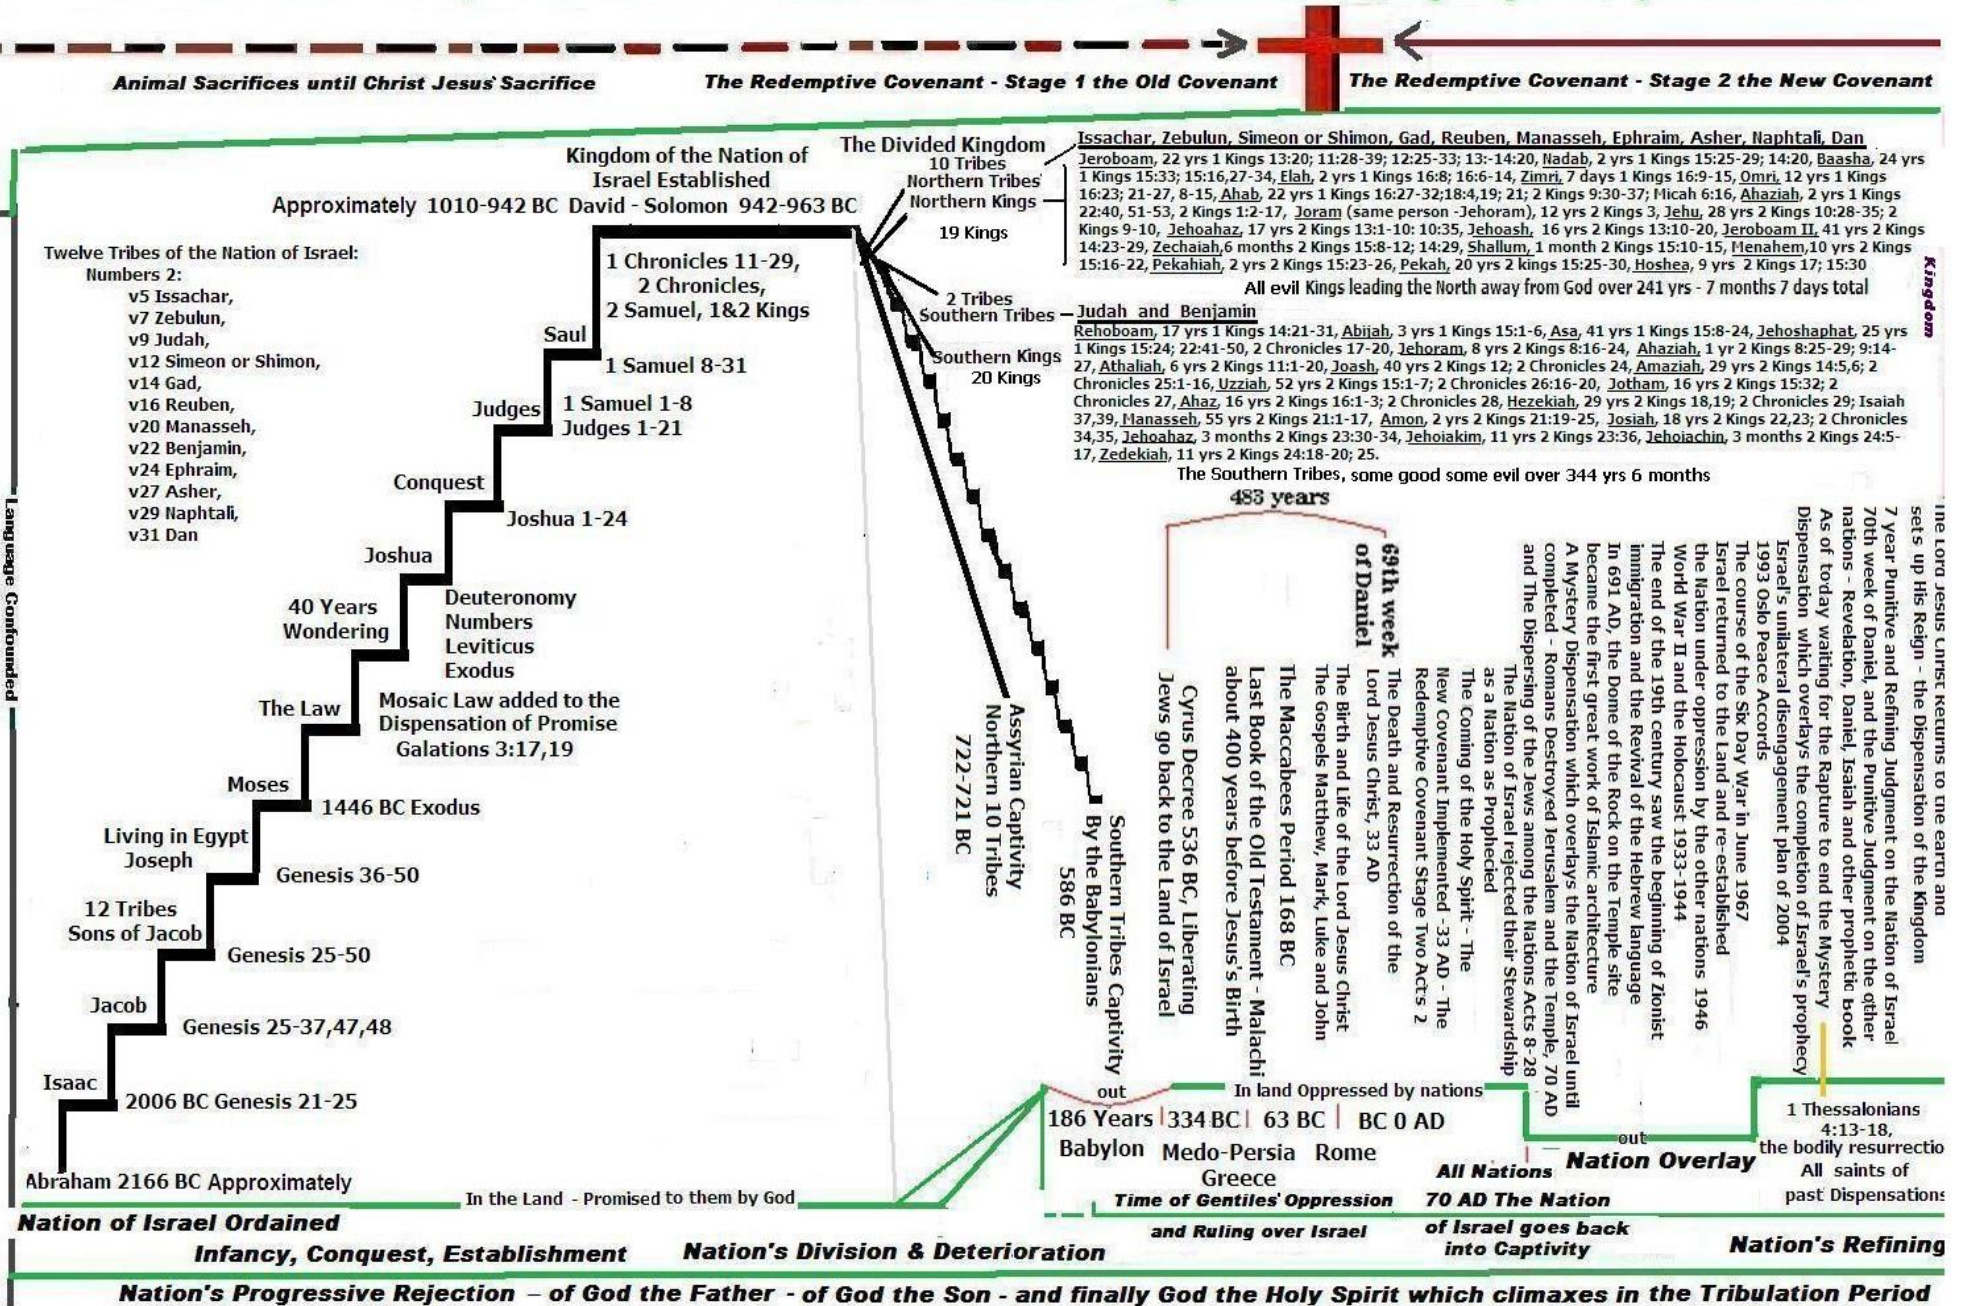 Animal Sacrifices until Christ Jesus' Sacrifice
The Redemptive Covenant - Stage 1 the Old Covenant
The Redemptive Covenant - Stage 2 the New Covenant
Language Confounded
Twelve Tribes of the Nation of Israel:
Numbers 2:
v5 Issachar,
v7 Zebulun,
v9 Judah,
v12 Simeon or Shimon,
v14 Gad,
v16 Reuben,
v20 Manasseh,
v22 Benjamin,
v24 Ephraim,
v27 Asher,
v29 Naphtali,
v31 Dan
Kingdom of the Nation of
Israel Established
Approximately 1010-942 BC David - Solomon 942-963 BC
1 Chronicles 11-29,
2 Chronicles,
2 Samuel, 1&2 Kings
Saul
1 Samuel 8-31
Judges
1 Samuel 1-8
Judges 1-21
Conquest
Joshua 1-24
Joshua
Deuteronomy
Numbers
Leviticus
Exodus
40 Years
Wondering
Mosaic Law added to the
Dispensation of Promise
Galations 3:17,19
The Law
Moses
1446 BC Exodus
Living in Egypt
Joseph
Genesis 36-50
12 Tribes
Sons of Jacob
Genesis 25-50
Jacob
Genesis 25-37,47,48
Isaac
2006 BC Genesis 21-25
Abraham 2166 BC Approximately
The Divided Kingdom
10 Tribes
Northern Tribes
Northern Kings
19 Kings
Issachar, Zebulun, Simeon or Shimon, Gad, Reuben, Manasseh, Ephraim, Asher, Naphtali, Dan
Jeroboam, 22 yrs 1 Kings 13:20; 11:28-39; 12:25-33; 13:-14:20, Nadab, 2 yrs 1 Kings 15:25-29; 14:20, Baasha, 24 yrs
1 Kings 15:33; 15:16,27-34, Elah, 2 yrs 1 Kings 16:8; 16:6-14, Zimri, 7 days 1 Kings 16:9-15, Omri, 12 yrs 1 Kings
16:23; 21-27, 8-15, Ahab, 22 yrs 1 Kings 16:27-32;18:4,19; 21; 2 Kings 9:30-37; Micah 6:16, Ahaziah, 2 yrs 1 Kings
22:40, 51-53, 2 Kings 1:2-17, Joram (same person -Jehoram), 12 yrs 2 Kings 3, Jehu, 28 yrs 2 Kings 10:28-35; 2
Kings 9-10, Jehoahaz, 17 yrs 2 Kings 13:1-10: 10:35, Jehoash, 16 yrs 2 Kings 13:10-20, Jeroboam II, 41 yrs 2 Kings
14:23-29, Zechaiah,6 months 2 Kings 15:8-12; 14:29, Shallum, 1 month 2 Kings 15:10-15, Menahem,10 yrs 2 Kings
15:16-22, Pekahiah, 2 yrs 2 Kings 15:23-26, Pekah, 20 yrs 2 kings 15:25-30, Hoshea, 9 yrs 2 Kings 17; 15:30
All evil Kings leading the North away from God over 241 yrs - 7 months 7 days total
Kingdom
2 Tribes
Southern Tribes
Judah and Benjamin
Southern Kings
20 Kings
Rehoboam, 17 yrs 1 Kings 14:21-31, Abijah, 3 yrs 1 Kings 15:1-6, Asa, 41 yrs 1 Kings 15:8-24, Jehoshaphat, 25 yrs
1 Kings 15:24; 22:41-50, 2 Chronicles 17-20, Jehoram, 8 yrs 2 Kings 8:16-24, Ahaziah, 1 yr 2 Kings 8:25-29; 9:14-
27, Athaliah, 6 yrs 2 Kings 11:1-20, Joash, 40 yrs 2 Kings 12; 2 Chronicles 24, Amaziah, 29 yrs 2 Kings 14:5,6; 2
Chronicles 25:1-16, Uzziah, 52 yrs 2 Kings 15:1-7; 2 Chronicles 26:16-20, Jotham, 16 yrs 2 Kings 15:32; 2
Chronicles 27, Ahaz, 16 yrs 2 Kings 16:1-3; 2 Chronicles 28, Hezekiah, 29 yrs 2 Kings 18,19; 2 Chronicles 29; Isaiah
37,39, Manasseh, 55 yrs 2 Kings 21:1-17, Amon, 2 yrs 2 Kings 21:19-25, Josiah, 18 yrs 2 Kings 22,23; 2 Chronicles
34,35, Jehoahaz, 3 months 2 Kings 23:30-34, Jehoiakim, 11 yrs 2 Kings 23:36, Jehoiachin, 3 months 2 Kings 24:5-
17, Zedekiah, 11 yrs 2 Kings 24:18-20; 25.
The Southern Tribes, some good some evil over 344 yrs 6 months
483 years
69th week
of Daniel
Assyrian Captivity
Northern 10 Tribes
722-721 BC
Southern Tribes Captivity
By the Babylonians
586 BC
Cyrus Decree 536 BC, Liberating
Jews go back to the Land of Israel
Last Book of the Old Testament - Malachi
about 400 years before Jesus's Birth
The Maccabees Period 168 BC
The Birth and Life of the Lord Jesus Christ
The Gospels Matthew, Mark, Luke and John
The Death and Resurrection of the
Lord Jesus Christ, 33 AD
The Coming of the Holy Spirit - The
New Covenant Implemented -33 AD - The
Redemptive Covenant Stage Two Acts 2
The Nation of Israel rejected their Stewardship
as a Nation as Prophecied
A Mystery Dispensation which overlays the Nation of Israel until
completed - Romans Destroyed Jerusalem and the Temple, 70 AD
and The Dispersing of the Jews among the Nations Acts 8-28
In 691 AD, the Dome of the Rock on the Temple site
became the first great work of Islamic architecture
The end of the 19th century saw the beginning of Zionist
immigration and the Revival of the Hebrew language
World War II and the Holocaust 1933-1944
Israel returned to the Land and re-established
the Nation under oppression by the other nations 1946
The course of the Six Day War in June 1967
1993 Oslo Peace Accords
Israel's unilateral disengagement plan of 2004
As of today waiting for the Rapture to end the Mystery
Dispensation which overlays the completion of Israel's prophecy
7 year Punitive and Refining Judgment on the Nation of Israel
70th week of Daniel, and the Punitive Judgment on the other
nations - Revelation, Daniel, Isaiah and other prophetic book
The Lord Jesus Christ Returns to the earth and
sets up His Reign - the Dispensation of the Kingdom
out
In land Oppressed by nations
186 Years 334 BC 63 BC BC 0 AD
Babylon Medo-Persia Rome
Greece
out
1 Thessalonians
4:13-18,
the bodily resurrectio
All saints of
past Dispensations
All Nations
Nation Overlay
In the Land - Promised to them by God
Time of Gentiles' Oppression
and Ruling over Israel
70 AD The Nation
of Israel goes back
into Captivity
Nation of Israel Ordained
Infancy, Conquest, Establishment
Nation's Division & Deterioration
Nation's Refining
Nation's Progressive Rejection - of God the Father - of God the Son - and finally God the Holy Spirit which climaxes in the Tribulation Period